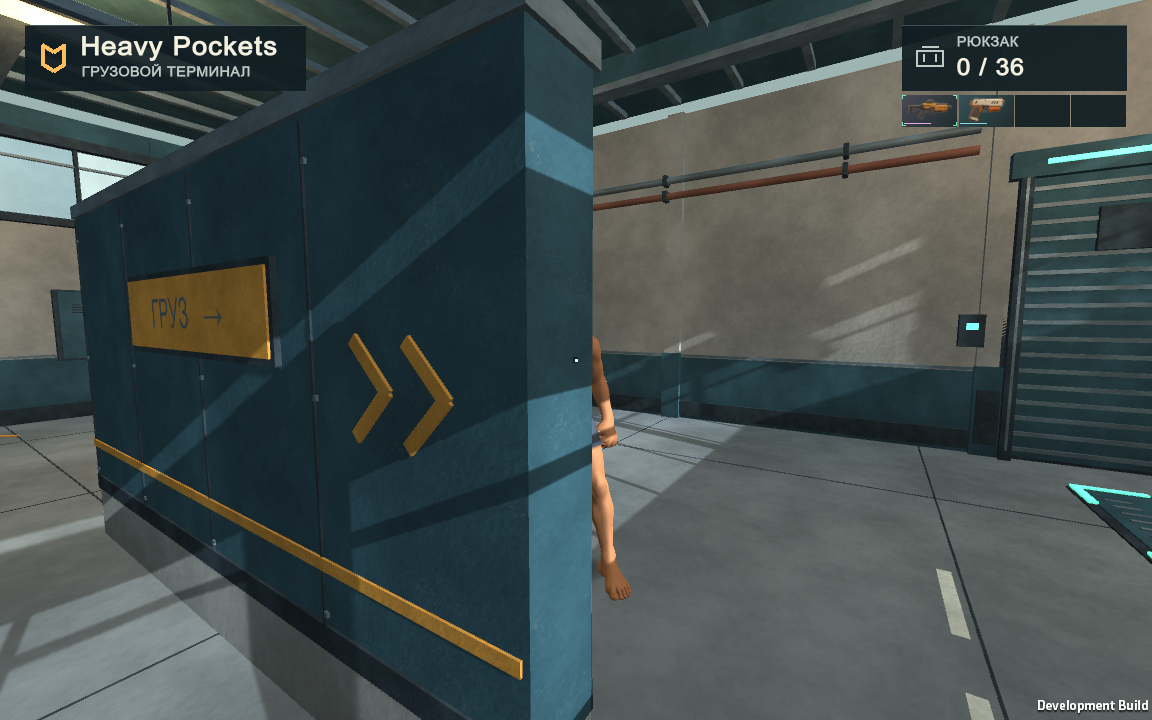 Heavy Pockets
ГРУЗОВОЙ ТЕРМИНАЛ
РЮКЗАК
0 / 36
ГРУЗ →
Development Build